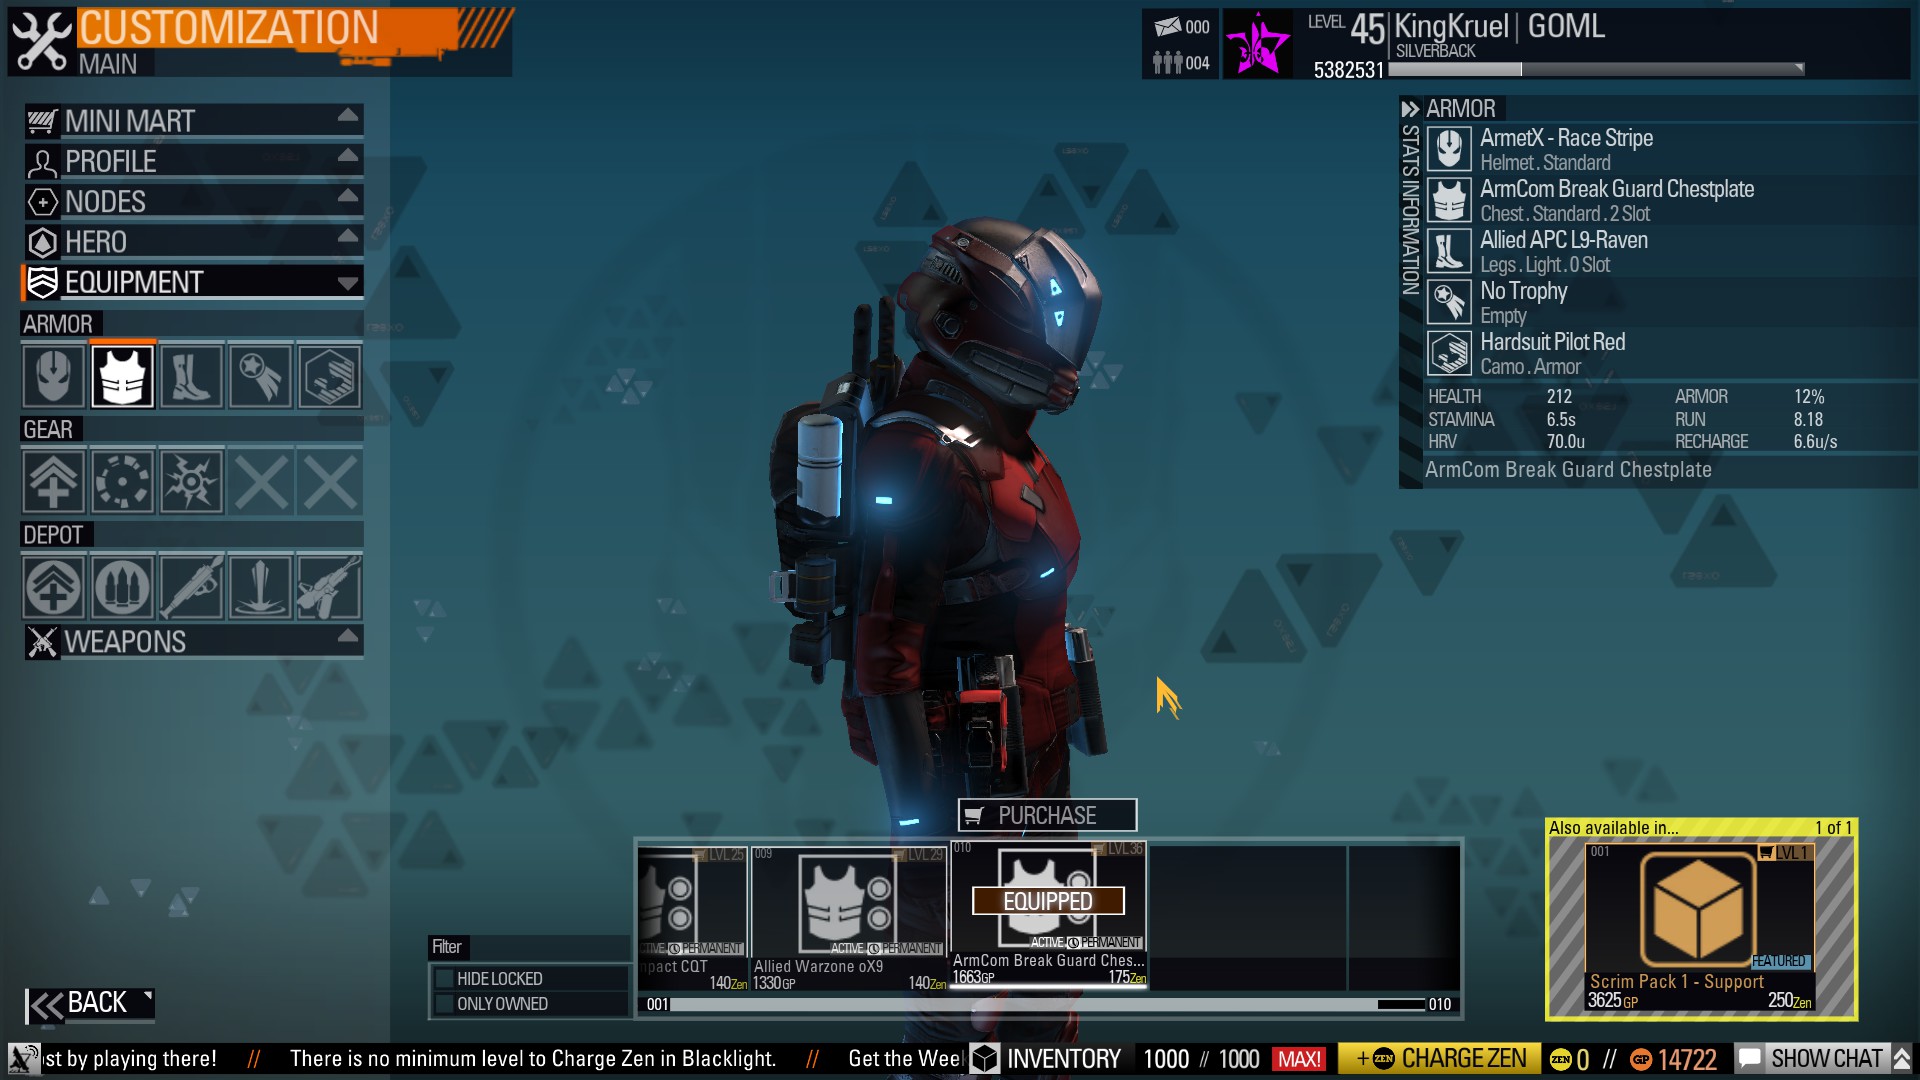 CUSTOMIZATION
MAIN
000
004
LEVEL 45
KingKruel | GOML
SILVERBACK
5382531
MINI MART
PROFILE
NODES
HERO
EQUIPMENT
ARMOR
GEAR
DEPOT
WEAPONS
STATS INFORMATION
ARMOR
ArmetX - Race Stripe
Helmet . Standard
ArmCom Break Guard Chestplate
Chest . Standard . 2 Slot
Allied APC L9-Raven
Legs . Light . 0 Slot
No Trophy
Empty
Hardsuit Pilot Red
Camo . Armor
HEALTH 212 ARMOR 12%
STAMINA 6.5s RUN 8.18
HRV 70.0u RECHARGE 6.6u/s
ArmCom Break Guard Chestplate
PURCHASE
LVL 25
PERMANENT
pact CQT
140Zen
009
LVL 29
ACTIVE PERMANENT
Allied Warzone oX9
1330GP 140Zen
010
LVL 36
EQUIPPED
ACTIVE PERMANENT
ArmCom Break Guard Ches...
1663GP 175Zen
001 010
Filter
HIDE LOCKED
ONLY OWNED
Also available in... 1 of 1
001
LVL 1
FEATURED
Scrim Pack 1 - Support
3625GP 250Zen
BACK
st by playing there! // There is no minimum level to Charge Zen in Blacklight. // Get the Wee
INVENTORY 1000 // 1000 MAX!
+ ZEN CHARGE ZEN
ZEN 0 // GP 14722
SHOW CHAT